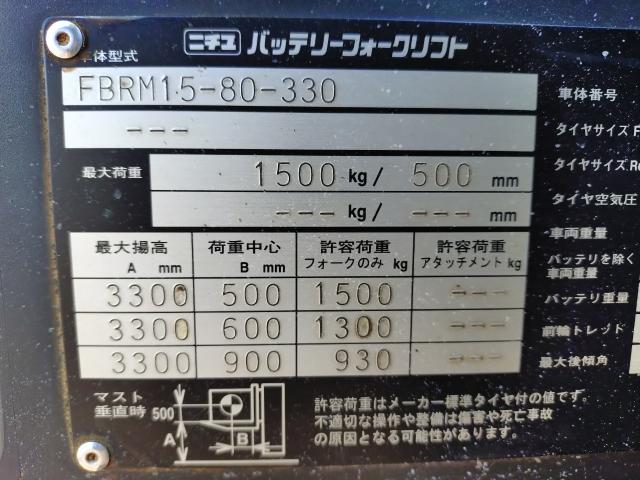 ニチユ バッテリーフォークリフト
車体型式
FBRM15-80-330
車体番号
---
タイヤサイズ F
最大荷重
1500 kg/ 500 mm
タイヤサイズ.R
--- kg/ --- mm
タイヤ空気圧
車両重量
最大揚高 A mm 荷重中心 B mm 許容荷重 フォークのみ kg 許容荷重 アタッチメント kg
バッテリを除く
車両重量
3300 500 1500 ---
バッテリ重量
3300 600 1300 ---
前輪トレッド
3300 900 930 ---
最大後傾角
マスト
垂直時 500
A
B
許容荷重はメーカー標準タイヤ付の値です。
不適切な操作や整備は傷害や死亡事故
の原因となる可能性があります。